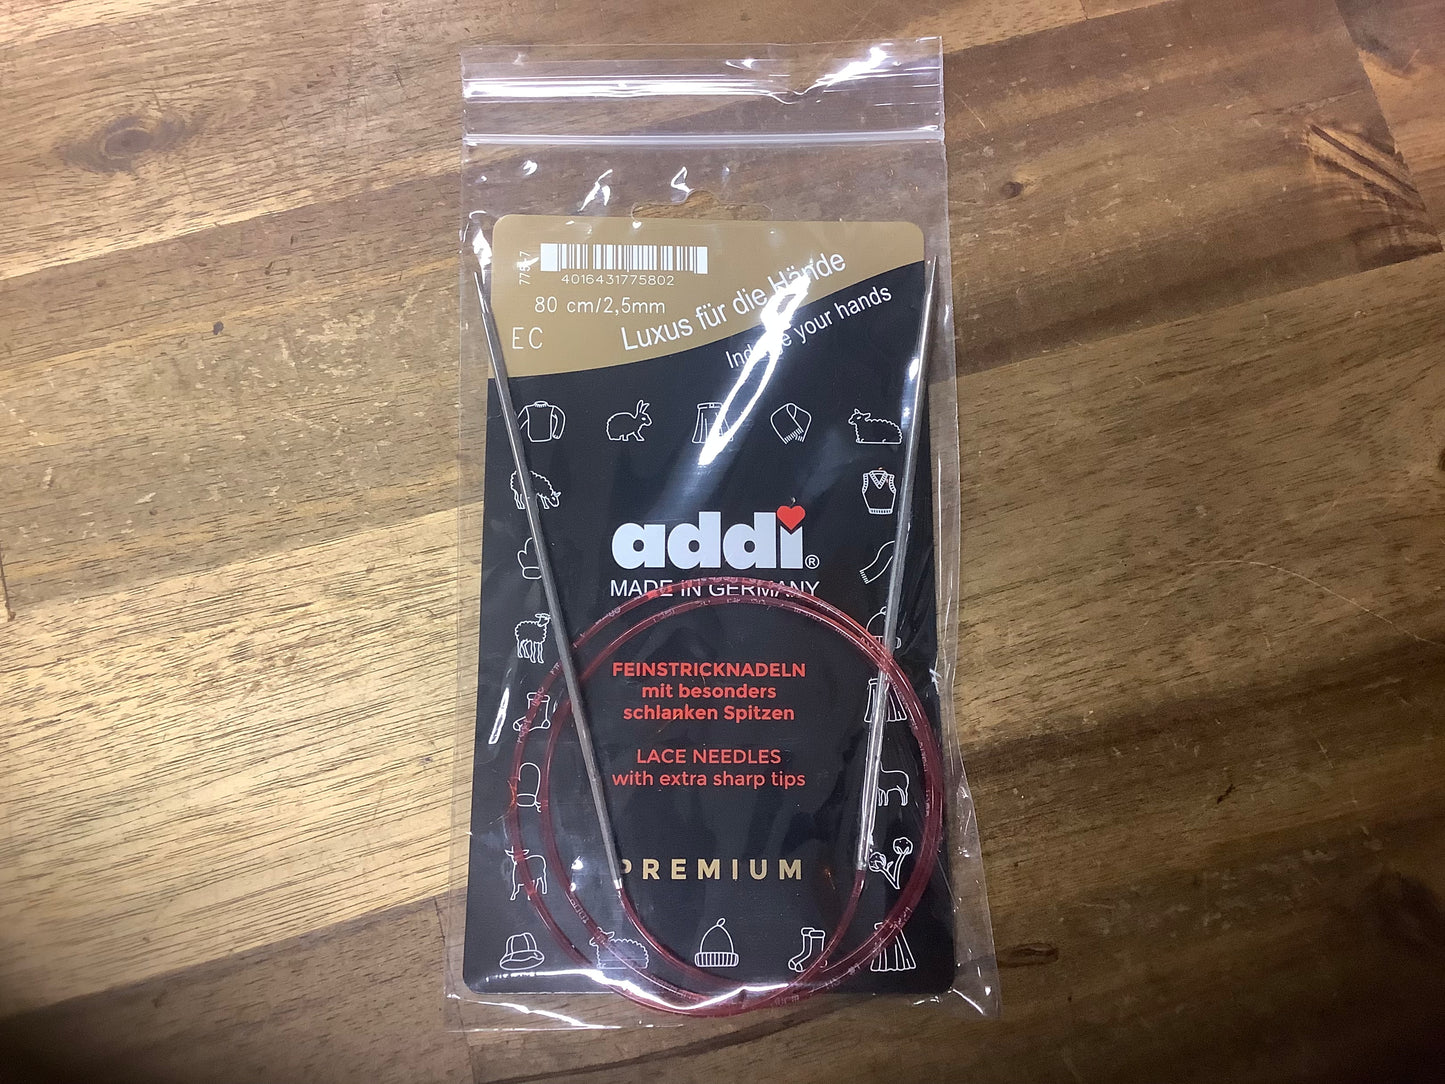 4016431775802
80 cm/2,5mm
EC
Luxus für die Hände
your hands
addi®
MADE IN GERMANY
FEINSTRICKNADELN
mit besonders
schlanken Spitzen
LACE NEEDLES
with extra sharp tips
PREMIUM